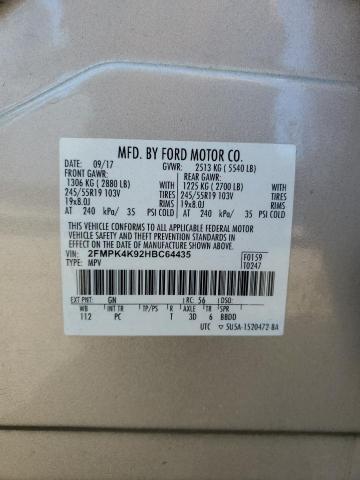 MFD. BY FORD MOTOR CO.
DATE: 09/17 GVWR: 2513 KG ( 5540 LB)
FRONT GAWR: REAR GAWR:
1306 KG ( 2880 LB) WITH 1225 KG ( 2700 LB) WITH
245/55R19 103V TIRES 245/55R19 103V TIRES
19x8.0J RIMS 19x8.0J RIMS
AT 240 kPa/ 35 PSI COLD AT 240 kPa/ 35 PSI COLD
THIS VEHICLE CONFORMS TO ALL APPLICABLE FEDERAL MOTOR
VEHICLE SAFETY AND THEFT PREVENTION STANDARDS IN EFFECT
ON THE DATE OF MANUFACTURE SHOWN ABOVE.
VIN: 2FMPK4K92HBC64435 F0159
TYPE: MPV T0247
EXT PNT: GN RC: 56 DSO:
WB BRK INT TR TP/PS R AXLE TR SPR
112 PC T 3D 6 BBDD
UTC 5U5A-1520472-BA